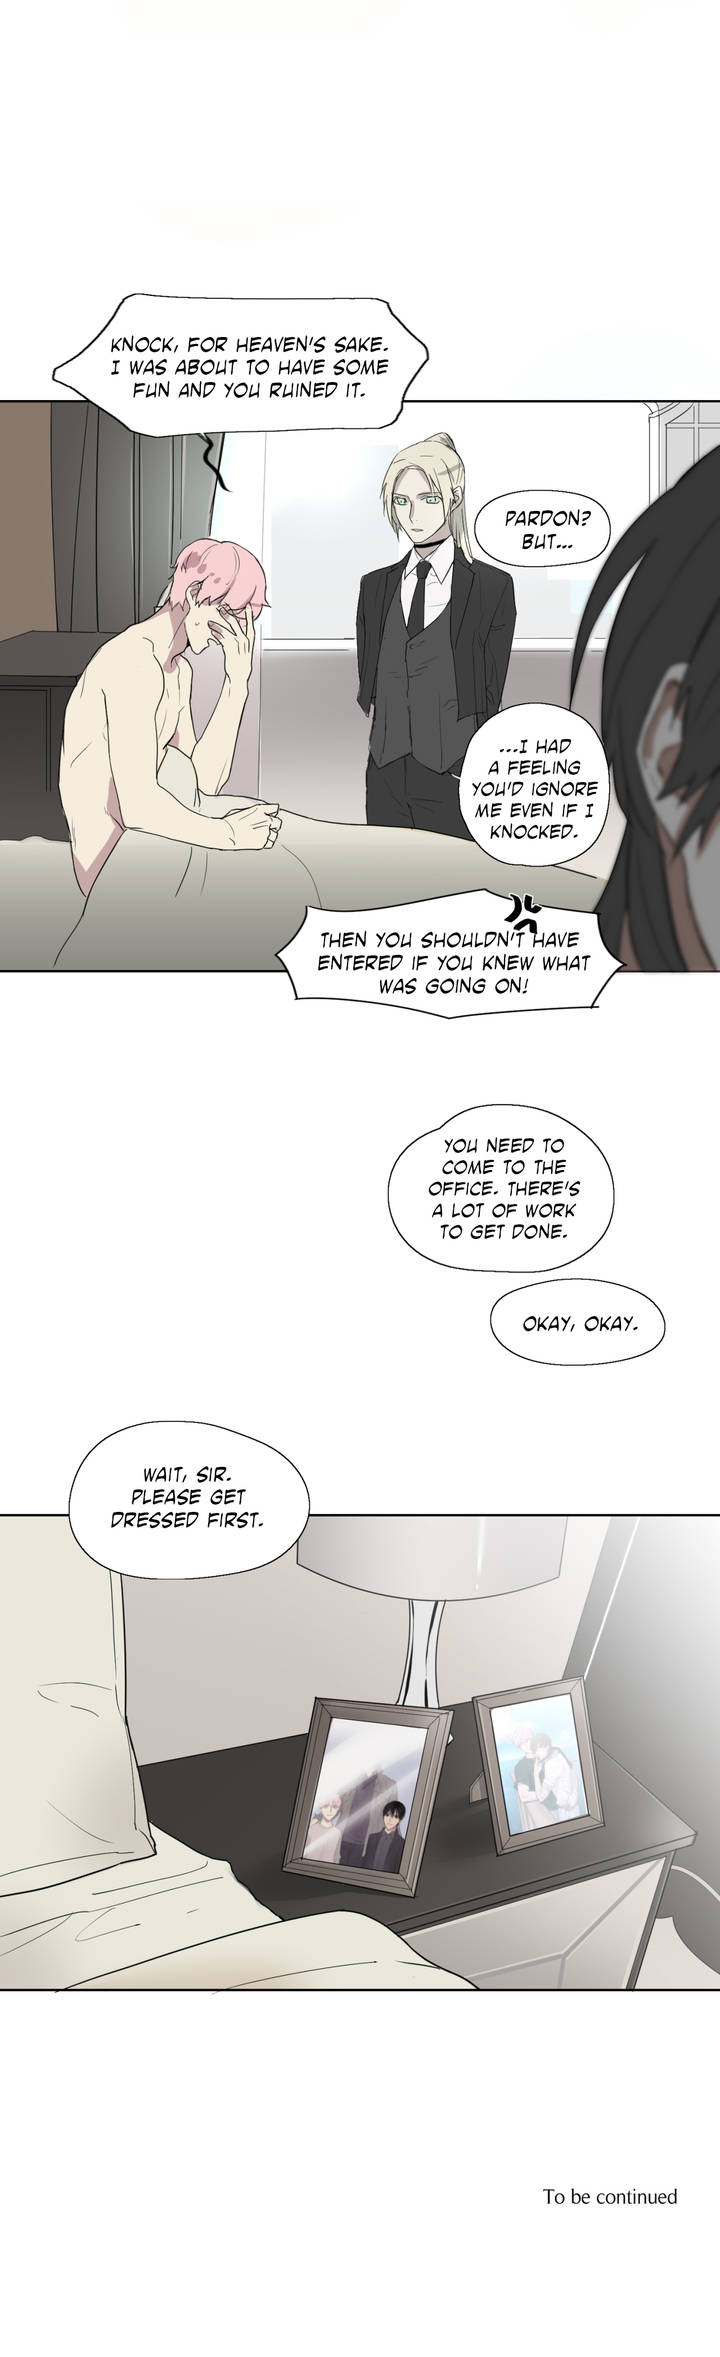 KNOCK, FOR HEAVEN'S SAKE.
I WAS ABOUT TO HAVE SOME
FUN AND YOU RUINED IT.
PARDON?
BUT...
...I HAD
A FEELING
YOU'D IGNORE
ME EVEN IF I
KNOCKED.
THEN YOU SHOULDN'T HAVE
ENTERED IF YOU KNEW WHAT
WAS GOING ON!
YOU NEED TO
COME TO THE
OFFICE. THERE'S
A LOT OF WORK
TO GET DONE.
OKAY, OKAY.
WAIT, SIR.
PLEASE GET
DRESSED FIRST.
To be continued